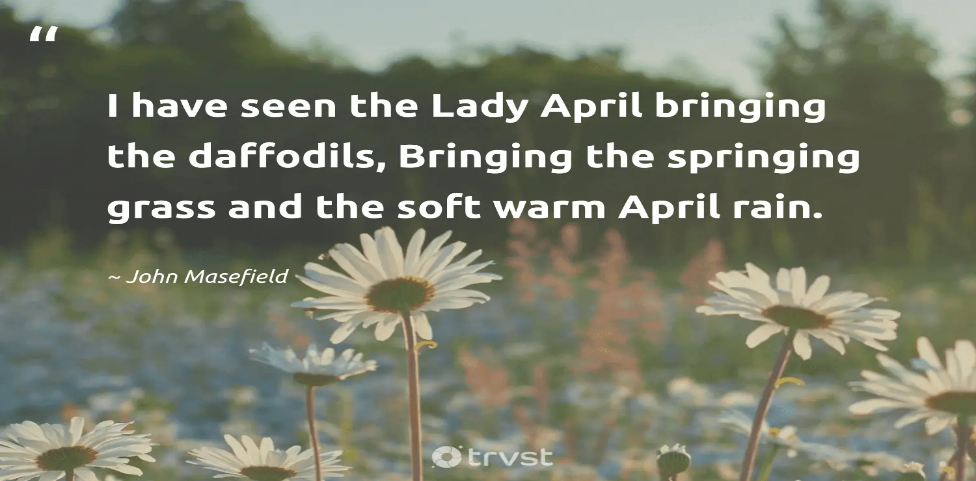 “
I have seen the Lady April bringing
the daffodils, Bringing the springing
grass and the soft warm April rain.
~ John Masefield
trvst